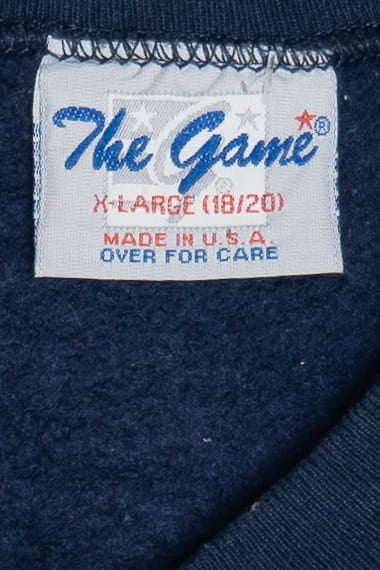 The Game®
G®
X-LARGE (18/20)
MADE IN U.S.A.
OVER FOR CARE